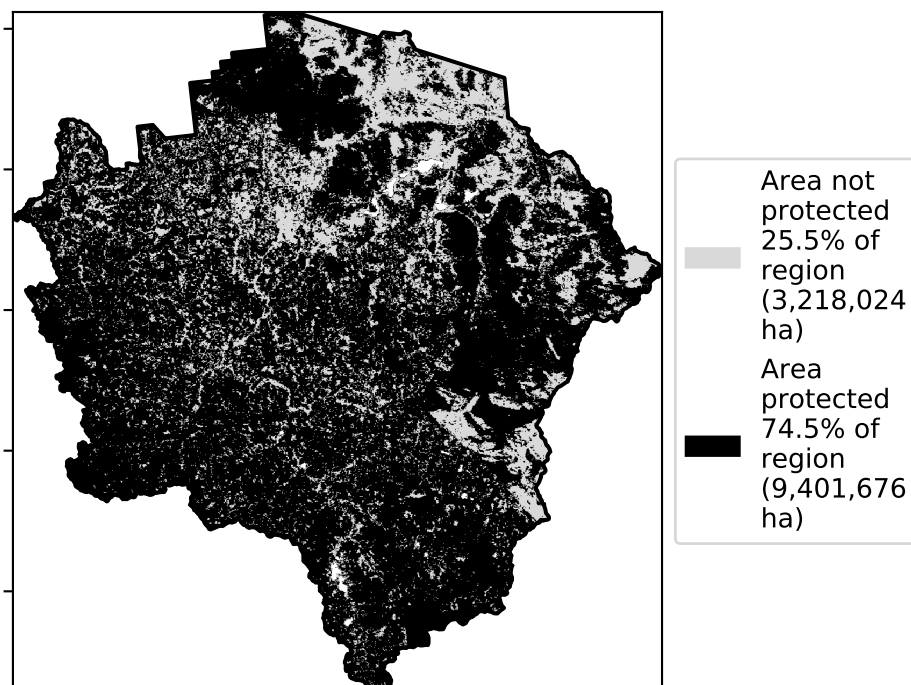 Area not
protected
25.5% of
region
(3,218,024
ha)
Area
protected
74.5% of
region
(9,401,676
ha)